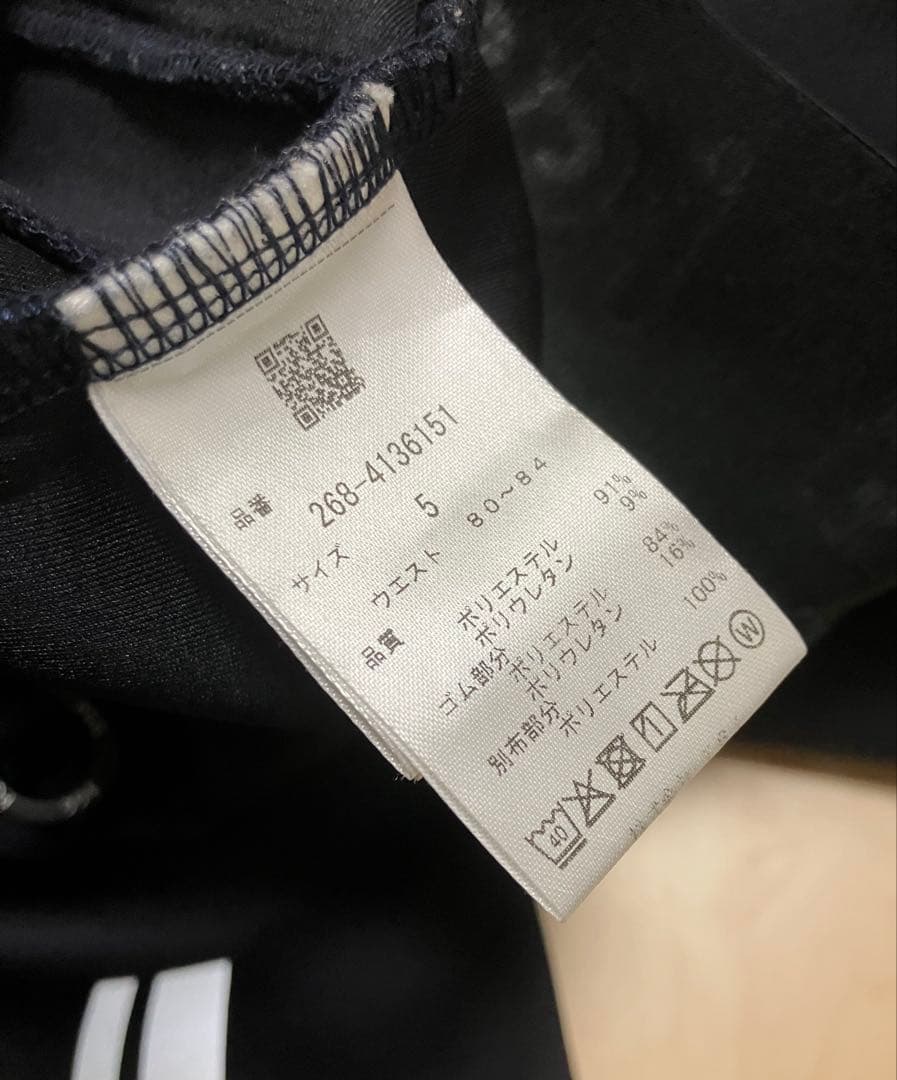 品番 268-4136151
サイズ 5
ウエスト 80～84
品質 ポリエステル 91%
ポリウレタン 9%
ゴム部分 ポリエステル 84%
ポリウレタン 16%
別布部分 ポリエステル 100%
40 W